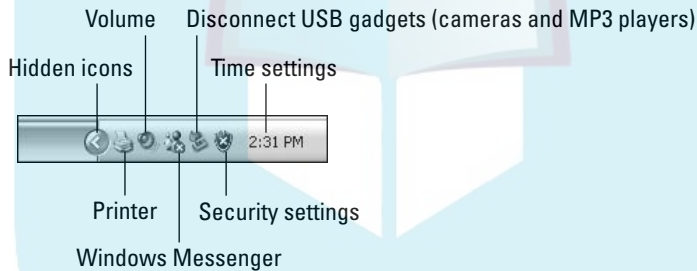 Volume
Disconnect USB gadgets (cameras and MP3 players)
Hidden icons
Time settings
2:31 PM
Printer
Security settings
Windows Messenger